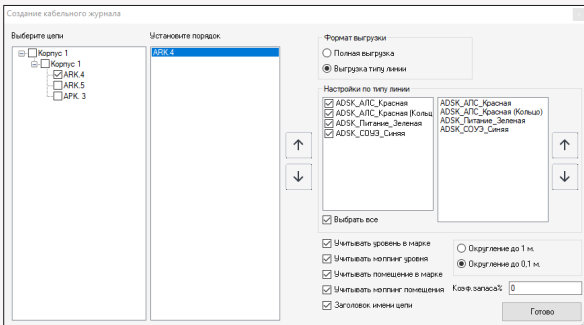 Создание кабельного журнала
Выберите цепи
Установите порядок
Корпус 1
Корпус 1
ARK.4
ARK.5
АРК. 3
ARK.4
Формат выгрузки
Полная выгрузка
Выгрузка типу линии
Настройки по типу линии
ADSK_АПС_Красная
ADSK_АПС_Красная (Кольц
ADSK_Питание_Зеленая
ADSK_СОУЭ_Синяя
ADSK_АПС_Красная
ADSK_АПС_Красная (Кольцо)
ADSK_Питание_Зеленая
ADSK_СОУЭ_Синяя
Выбрать все
Учитывать уровень в марке
Учитывать мэппинг уровня
Учитывать помещение в марке
Учитывать мэппинг помещения
Заголовок имени цепи
Округление до 1 м.
Округление до 0,1 м.
Коэф.запаса% 0
Готово